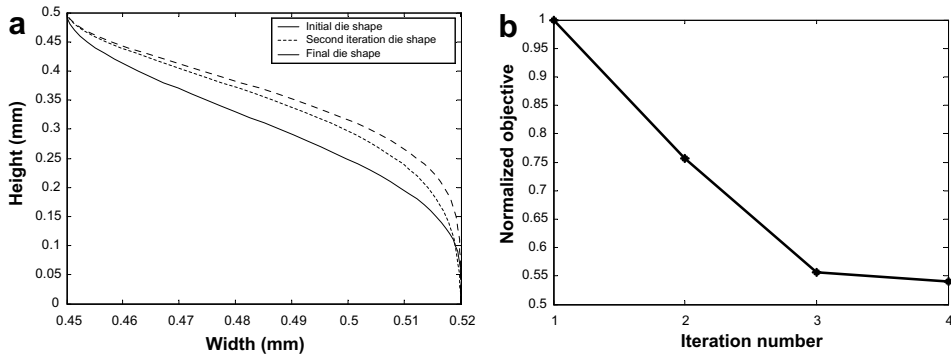 a
0.5
0.45
0.4
0.35
0.3
0.25
0.2
0.15
0.1
0.05
0
Height (mm)
Initial die shape
Second iteration die shape
Final die shape
0.45 0.46 0.47 0.48 0.49 0.5 0.51 0.52
Width (mm)
b
1
0.95
0.9
0.85
0.8
0.75
0.7
0.65
0.6
0.55
0.5
Normalized objective
1 2 3 4
Iteration number